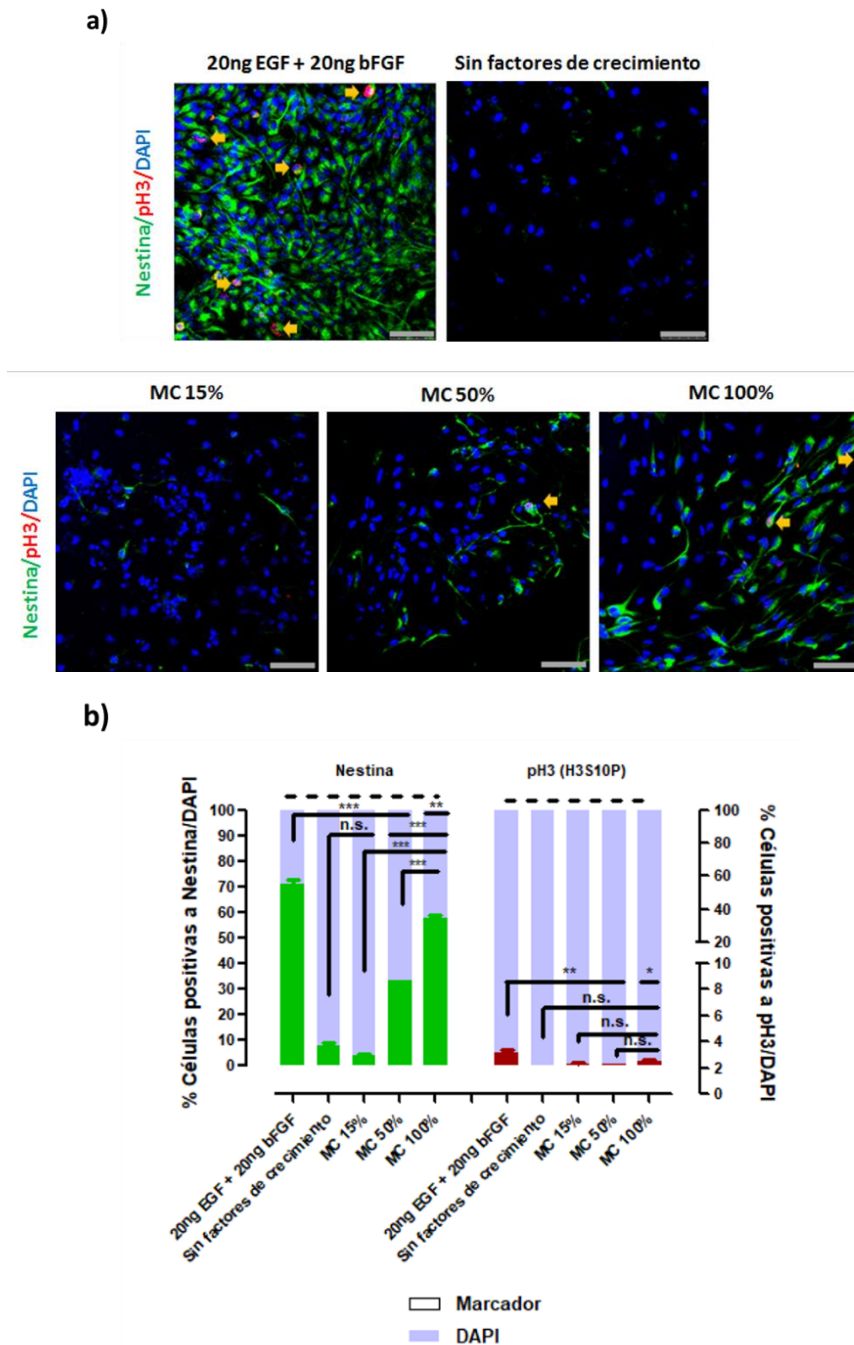 a)
20ng EGF + 20ng bFGF
Sin factores de crecimiento
Nestina/pH3/DAPI
MC 15%
MC 50%
MC 100%
Nestina/pH3/DAPI
b)
Nestina
pH3 (H3S10P)
% Células positivas a Nestina/DAPI
100
90
80
70
60
50
40
30
20
10
0
***
**
n.s.
***
***
***
**
*
n.s.
n.s.
n.s.
100
80
60
40
20
10
8
6
4
2
0
% Células positivas a pH3/DAPI
20ng EGF + 20ng bFGF
Sin factores de crecimiento
MC 15%
MC 50%
MC 100%
20ng EGF + 20ng bFGF
Sin factores de crecimiento
MC 15%
MC 50%
MC 100%
Marcador
DAPI